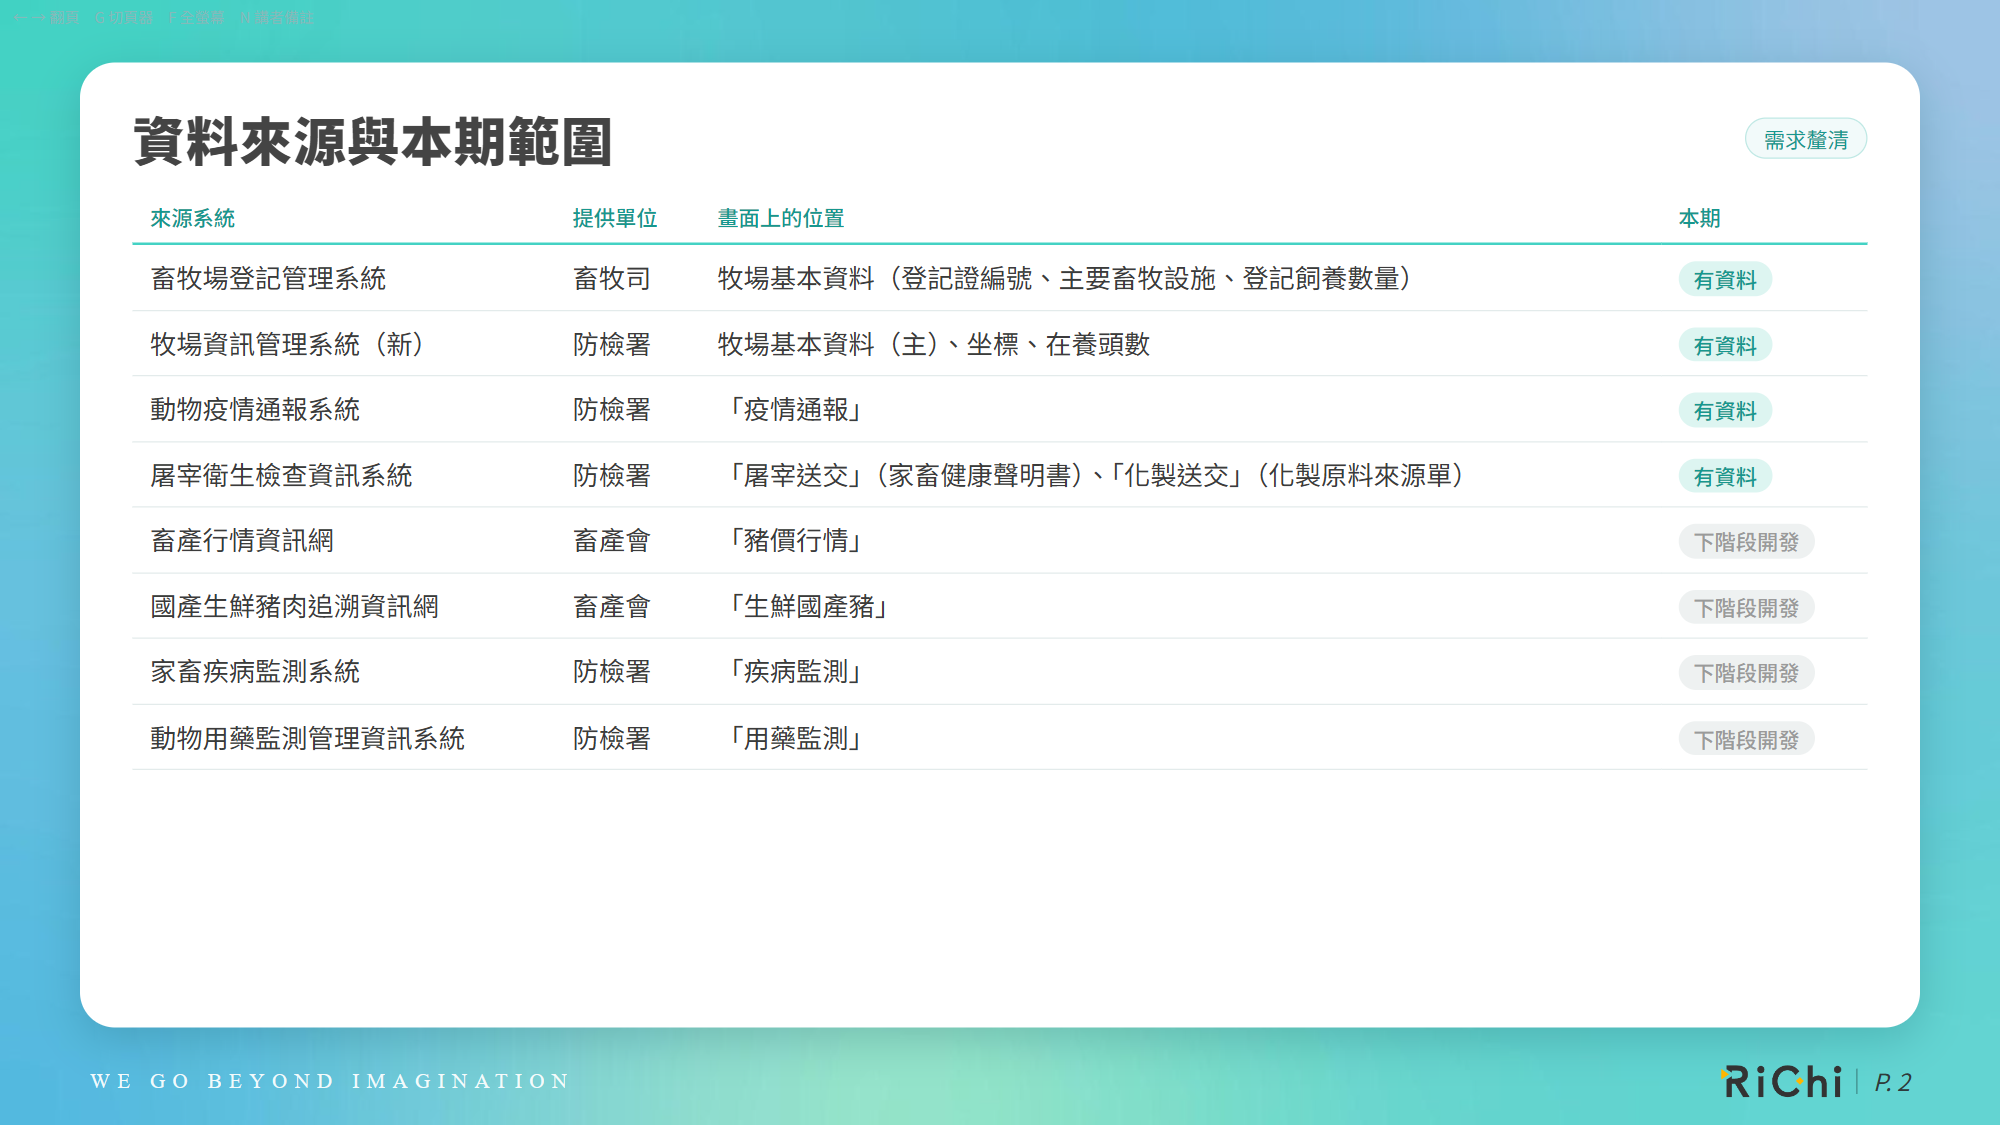 資料來源與本期範圍
需求釐清
來源系統 提供單位 畫面上的位置 本期
畜牧場登記管理系統 畜牧司 牧場基本資料（登記證編號、主要畜牧設施、登記飼養數量） 有資料
牧場資訊管理系統（新） 防檢署 牧場基本資料（主）、坐標、在養頭數 有資料
動物疫情通報系統 防檢署 「疫情通報」 有資料
屠宰衛生檢查資訊系統 防檢署 「屠宰送交」（家畜健康聲明書）、「化製送交」（化製原料來源單） 有資料
畜產行情資訊網 畜產會 「豬價行情」 下階段開發
國產生鮮豬肉追溯資訊網 畜產會 「生鮮國產豬」 下階段開發
家畜疾病監測系統 防檢署 「疾病監測」 下階段開發
動物用藥監測管理資訊系統 防檢署 「用藥監測」 下階段開發
WE GO BEYOND IMAGINATION
RiChi
P. 2